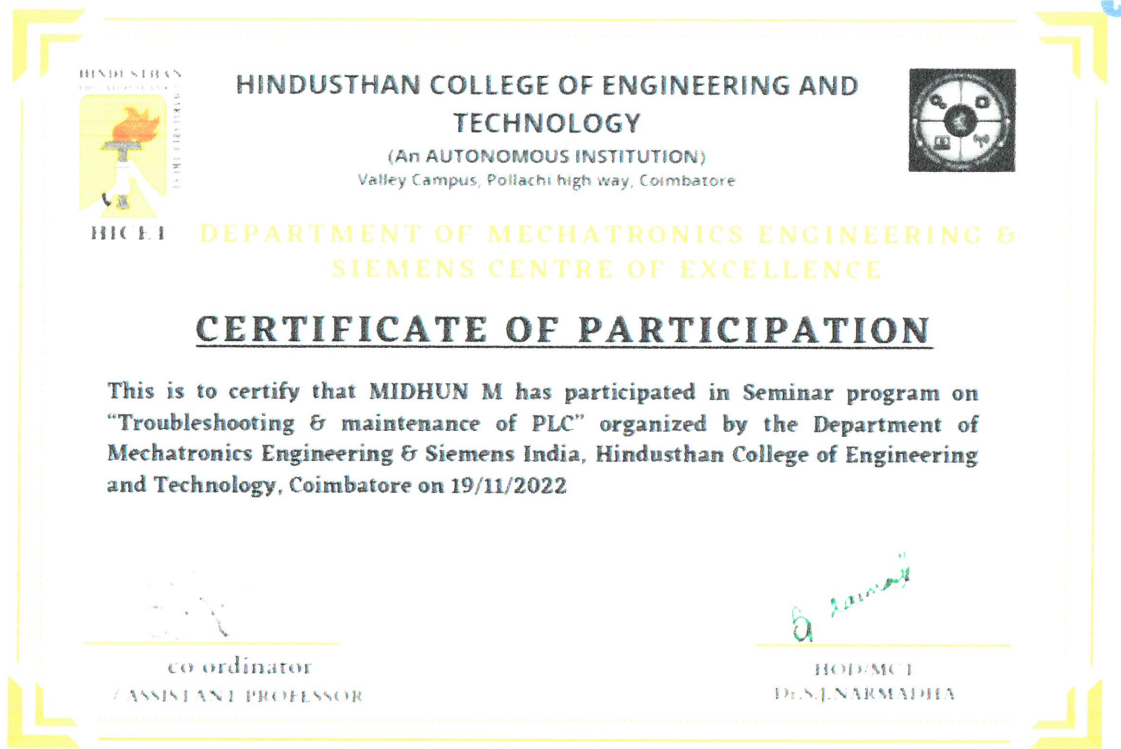 HINDUSTHAN
HINDUSTHAN COLLEGE OF ENGINEERING AND
TECHNOLOGY
(An AUTONOMOUS INSTITUTION)
Valley Campus, Pollachi high way, Coimbatore
HICET
DEPARTMENT OF MECHATRONICS ENGINEERING &
SIEMENS CENTRE OF EXCELLENCE
CERTIFICATE OF PARTICIPATION
This is to certify that MIDHUN M has participated in Seminar program on
“Troubleshooting & maintenance of PLC” organized by the Department of
Mechatronics Engineering & Siemens India, Hindusthan College of Engineering
and Technology, Coimbatore on 19/11/2022
co ordinator
/ ASSISTANT PROFESSOR
HOD/MCT
Dr.S.J.NARMADHA